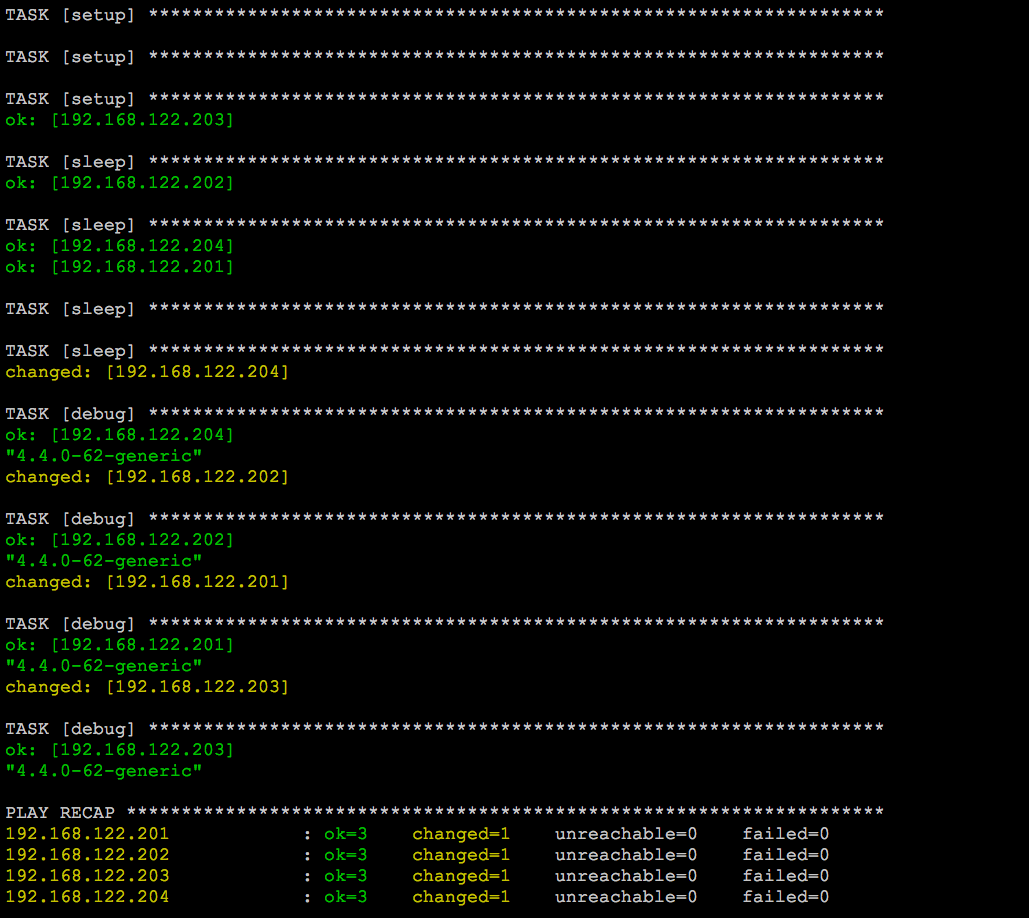 TASK [setup] *******************************************************************
TASK [setup] *******************************************************************
TASK [setup] *******************************************************************
ok: [192.168.122.203]
TASK [sleep] *******************************************************************
ok: [192.168.122.202]
TASK [sleep] *******************************************************************
ok: [192.168.122.204]
ok: [192.168.122.201]
TASK [sleep] *******************************************************************
TASK [sleep] *******************************************************************
changed: [192.168.122.204]
TASK [debug] *******************************************************************
ok: [192.168.122.204]
"4.4.0-62-generic"
changed: [192.168.122.202]
TASK [debug] *******************************************************************
ok: [192.168.122.202]
"4.4.0-62-generic"
changed: [192.168.122.201]
TASK [debug] *******************************************************************
ok: [192.168.122.201]
"4.4.0-62-generic"
changed: [192.168.122.203]
TASK [debug] *******************************************************************
ok: [192.168.122.203]
"4.4.0-62-generic"
PLAY RECAP *********************************************************************
192.168.122.201            : ok=3    changed=1    unreachable=0    failed=0
192.168.122.202            : ok=3    changed=1    unreachable=0    failed=0
192.168.122.203            : ok=3    changed=1    unreachable=0    failed=0
192.168.122.204            : ok=3    changed=1    unreachable=0    failed=0